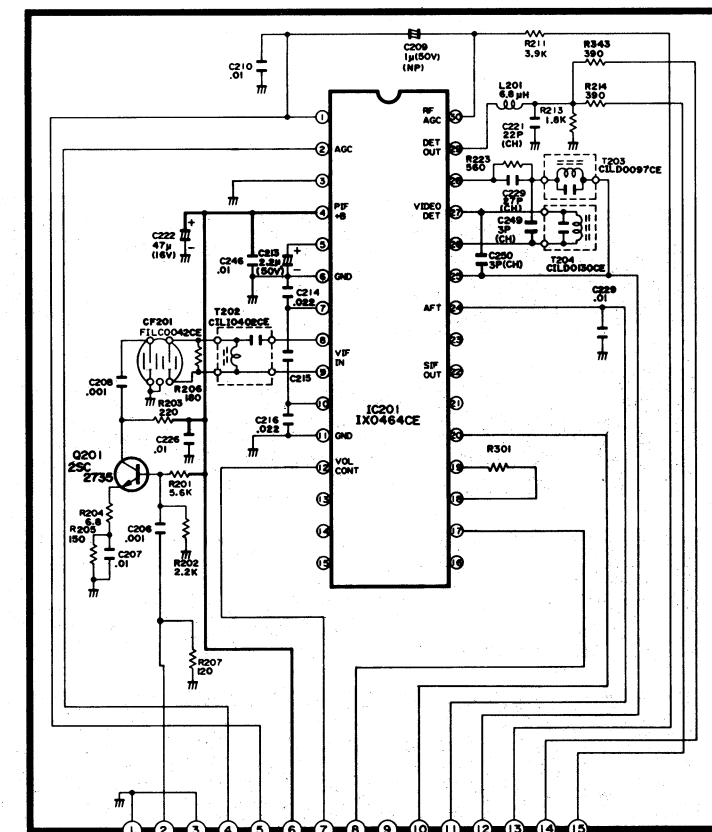 C209
1μ(50V)
(NP)
R211
3.9K
R343
390
C210
.01
L201
6.8μH
R214
390
R213
1.8K
C221
22P
(CH)
RF
AGC
DET
OUT
1
30
2
AGC
29
R223
560
T203
CILD0097CE
3
28
C229
27P
(CH)
PIF
+B
4
VIDEO
DET
27
C249
3P
(CH)
C222
47μ
(16V)
C246
.01
C213
2.2μ
(50V)
5
26
T204
CILD0130CE
6
GND
25
C250
3P(CH)
C214
.022
7
AFT
24
C229
.01
CF201
FILC0042CE
T202
CILI0402CE
8
VIF
IN
23
9
SIF
OUT
22
C208
.001
R206
180
C215
R203
220
10
21
IC201
IX0464CE
C216
.022
11
GND
20
C226
.01
R301
12
VOL
CONT
19
Q201
2SC
2735
R201
5.6K
13
18
R204
6.8
14
17
R205
150
C206
.001
C207
.01
R202
2.2K
15
16
R207
120
1 2 3 4 5 6 7 8 9 10 11 12 13 14 15